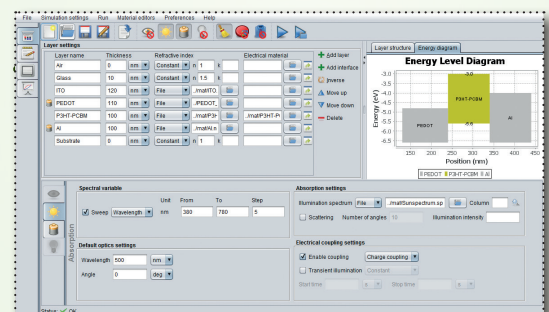 File Simulation settings Run Material editors Preferences Help
Layer settings
Layer name Thickness Refractive index Electrical material
Air 0 nm Constant n 1 k
Glass 10 nm Constant n 1.5 k
ITO 120 nm File ./mat/ITO.
PEDOT 110 nm File ./PEDOT_
P3HT-PCBM 100 nm File ./mat/P3H ./mat/P3HT-P
Al 100 nm File ./mat/Al.n
Substrate 0 nm Constant n 1 k
Add layer
Add interface
Inverse
Move up
Move down
Delete
Layer structure Energy diagram
Energy Level Diagram
Energy (eV)
-3.0
-3.5
-4.0
-4.5
-5.0
-5.5
-6.0
-6.5
-3.0
P3HT-PCBM
PEDOT
Al
150 200 250 300 350 400 450
Position (nm)
PEDOT P3HT-PCBM Al
Absorption
Spectral variable
Unit From To Step
Sweep Wavelength nm 380 780 5
Default optics settings
Wavelength 500 nm
Angle 0 deg
Absorption settings
Illumination spectrum File ./mat/Sunspectrum.sp Column
Scattering Number of angles 10 Illumination intensity
Electrical coupling settings
Enable coupling Charge coupling
Transient illumination Constant
Start time s Stop time s
Status: OK